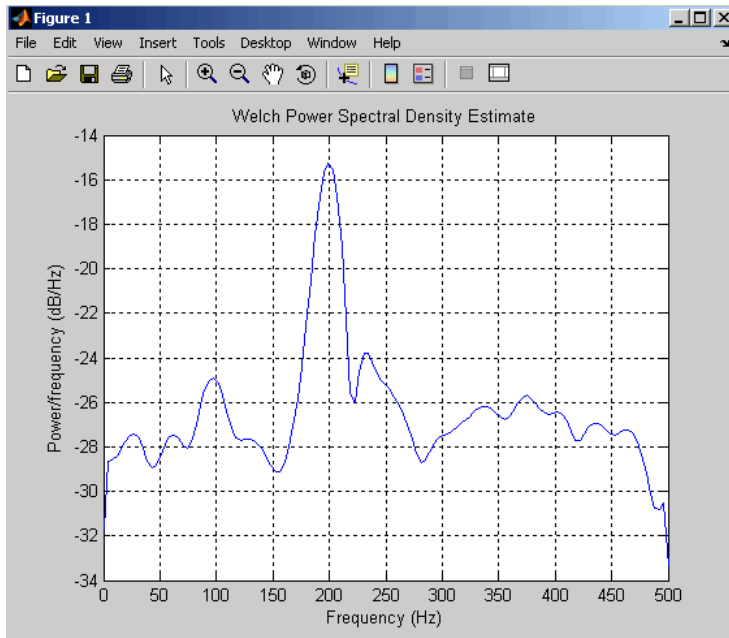 Figure 1
File Edit View Insert Tools Desktop Window Help
Welch Power Spectral Density Estimate
Power/frequency (dB/Hz)
-14
-16
-18
-20
-22
-24
-26
-28
-30
-32
-34
0 50 100 150 200 250 300 350 400 450 500
Frequency (Hz)